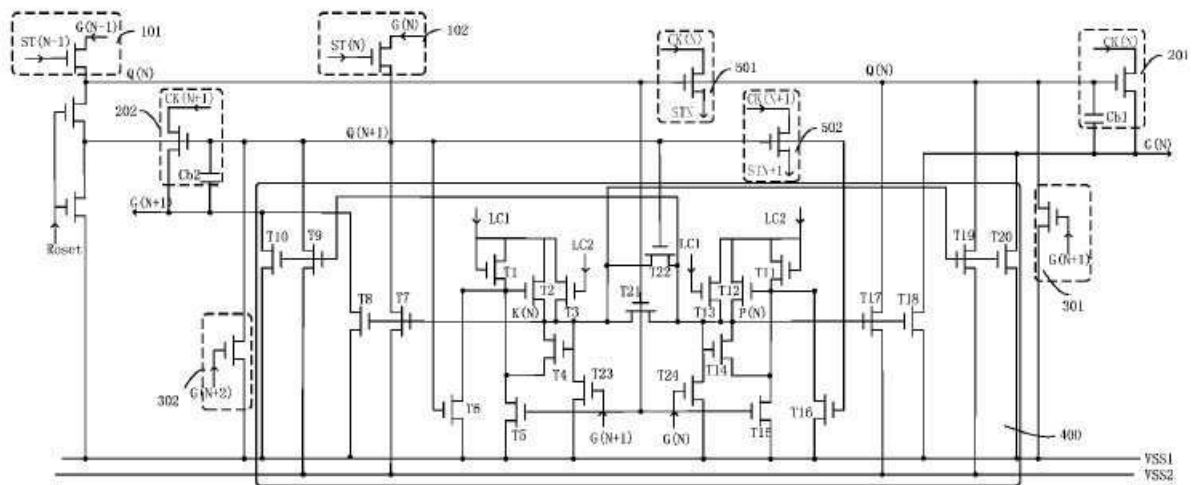 G(N-1)
101
ST(N-1)
G(N)
102
ST(N)
CK(N)
501
STN
CK(N)
201
Cb1
G(N)
Q(N)
Q(N)
CK(N+1)
202
Cb2
Q(N+1)
CK(N+1)
502
STN+1
G(N+1)
Reset
T10
T9
T8
T7
LC1
T1
T2
LC2
T3
K(N)
T22
T21
LC1
LC2
T11
T12
T13
P(N)
T17
T18
T19
T20
301
G(N+1)
T4
T14
T23
T24
T6
T5
T15
T16
G(N+1)
G(N)
302
G(N+2)
400
VSS1
VSS2